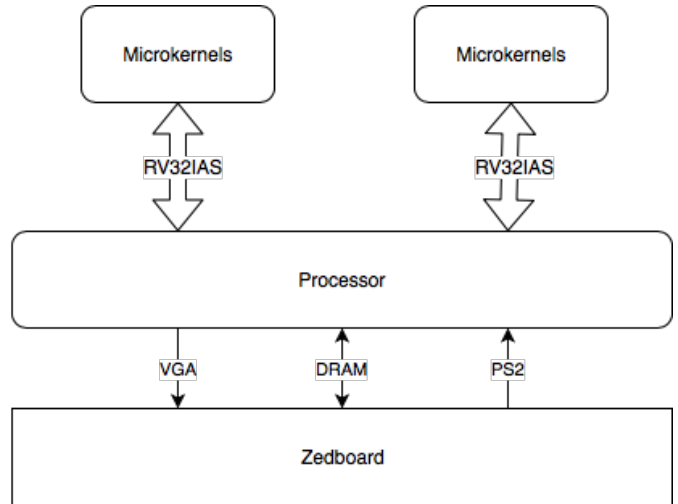 Microkernels
Microkernels
RV32IAS
RV32IAS
Processor
VGA
DRAM
PS2
Zedboard